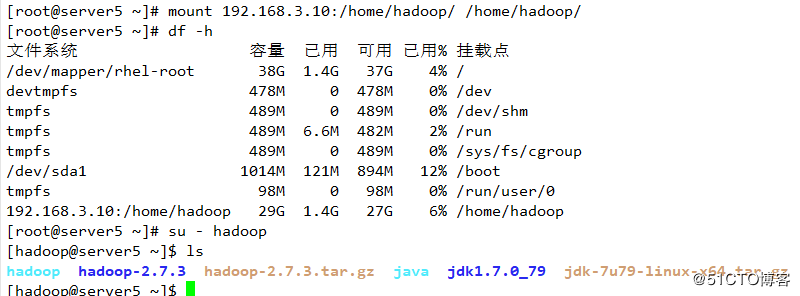 [root@server5 ~]# mount 192.168.3.10:/home/hadoop/ /home/hadoop/
[root@server5 ~]# df -h
文件系统 容量 已用 可用 已用% 挂载点
/dev/mapper/rhel-root 38G 1.4G 37G 4% /
devtmpfs 478M 0 478M 0% /dev
tmpfs 489M 0 489M 0% /dev/shm
tmpfs 489M 6.6M 482M 2% /run
tmpfs 489M 0 489M 0% /sys/fs/cgroup
/dev/sda1 1014M 121M 894M 12% /boot
tmpfs 98M 0 98M 0% /run/user/0
192.168.3.10:/home/hadoop 29G 1.4G 27G 6% /home/hadoop
[root@server5 ~]# su - hadoop
[hadoop@server5 ~]$ ls
hadoop hadoop-2.7.3 hadoop-2.7.3.tar.gz java jdk1.7.0_79 jdk-7u79-linux-x64.tar.gz
[hadoop@server5 ~]$
@51CTO博客